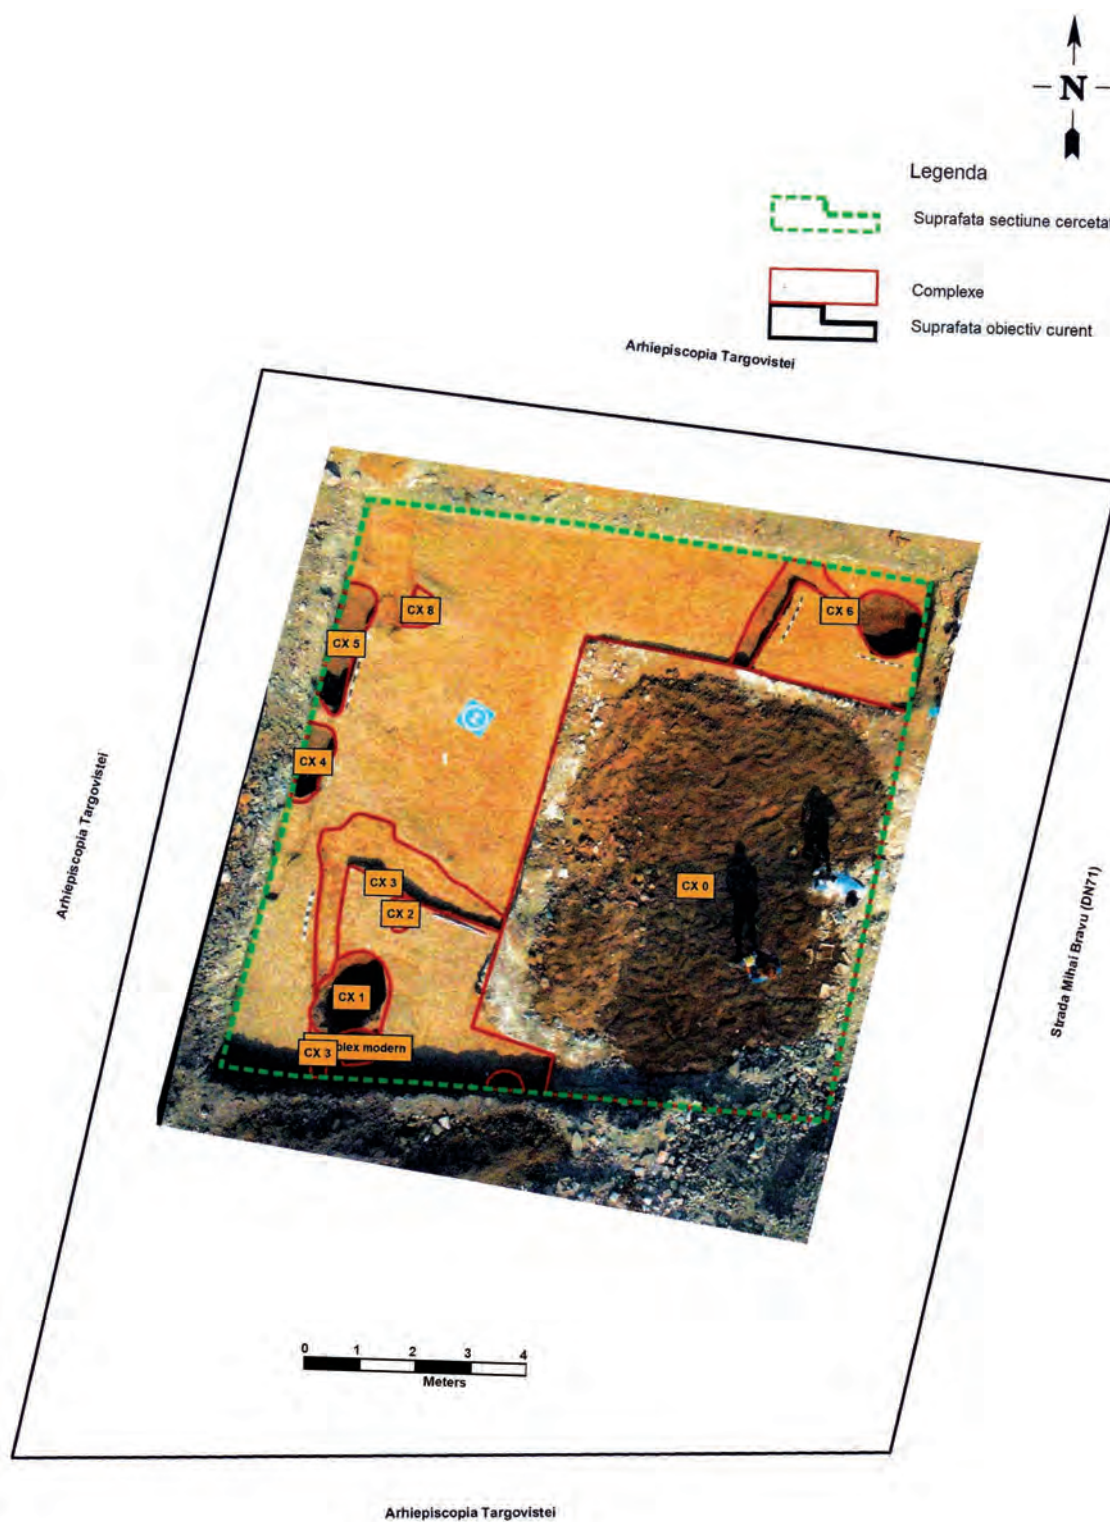 N
Legenda
Suprafata sectiune
Complexe
Suprafata obiectiv curent
Arhiepiscopia Targovistei
CX 6
CX 8
CX 5
CX 4
Arhiepiscopia Targovistei
CX 3
CX 0
CX 2
Strada Mihai Bravu (DN71)
CX 1
modern
CX 3
0 1 2 3 4
Meters
Arhiepiscopia Targovistei